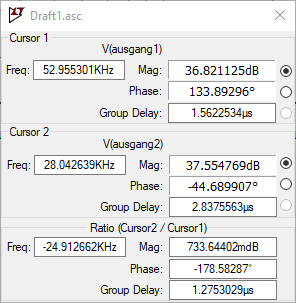 Draft1.asc
Cursor 1
V(ausgang1)
Freq: 52.955301KHz Mag: 36.821125dB
Phase: 133.89296°
Group Delay: 1.5622534µs
Cursor 2
V(ausgang2)
Freq: 28.042639KHz Mag: 37.554769dB
Phase: -44.689907°
Group Delay: 2.8375563µs
Ratio (Cursor2 / Cursor1)
Freq: -24.912662KHz Mag: 733.64402mdB
Phase: -178.58287°
Group Delay: 1.2753029µs